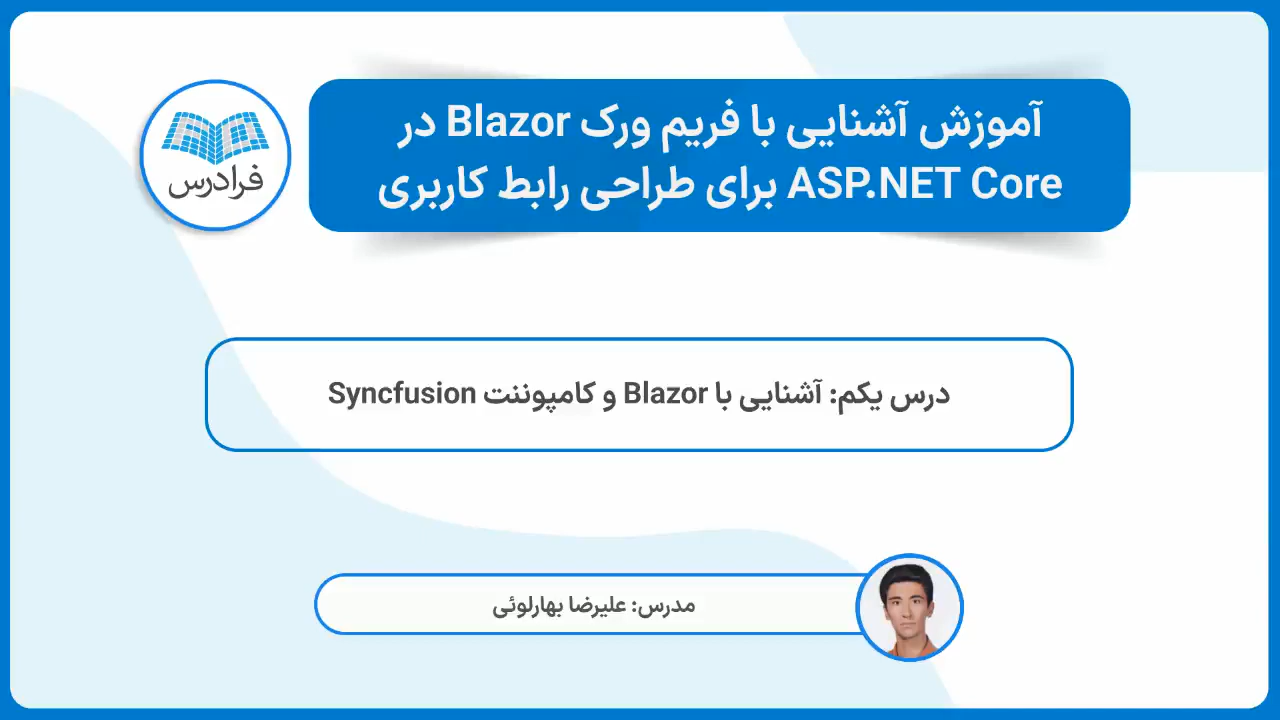 آموزش آشنایی با فریم ورک Blazor در
ASP.NET Core برای طراحی رابط کاربری
فرادرس
درس یکم: آشنایی با Blazor و کامپوننت Syncfusion
مدرس: علیرضا بهارلوئی